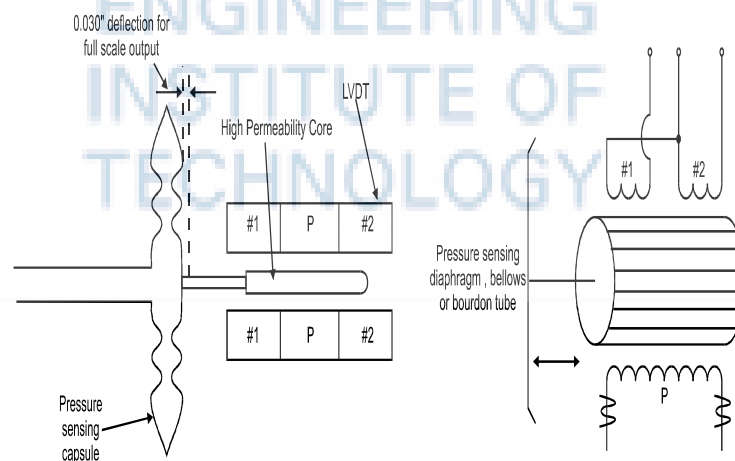 ENGINEERING
INSTITUTE OF
TECHNOLOGY
0.030" deflection for
full scale output
LVDT
High Permeability Core
#1
P
#2
#1
P
#2
Pressure
sensing
capsule
#1
#2
Pressure sensing
diaphragm , bellows
or bourdon tube
P